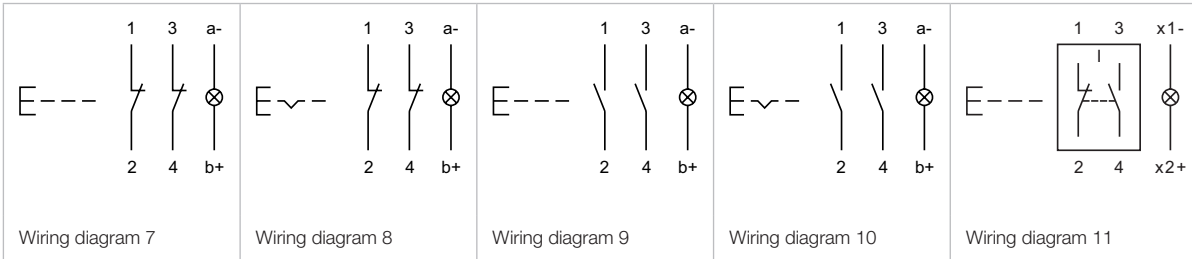 1 3 a-
2 4 b+
Wiring diagram 7
1 3 a-
2 4 b+
Wiring diagram 8
1 3 a-
2 4 b+
Wiring diagram 9
1 3 a-
2 4 b+
Wiring diagram 10
1 3 x1-
2 4 x2+
Wiring diagram 11